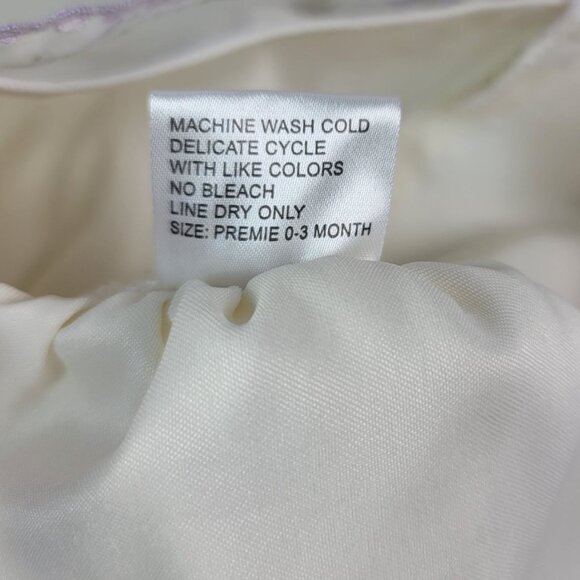 MACHINE WASH COLD
DELICATE CYCLE
WITH LIKE COLORS
NO BLEACH
LINE DRY ONLY
SIZE: PREMIE 0-3 MONTH